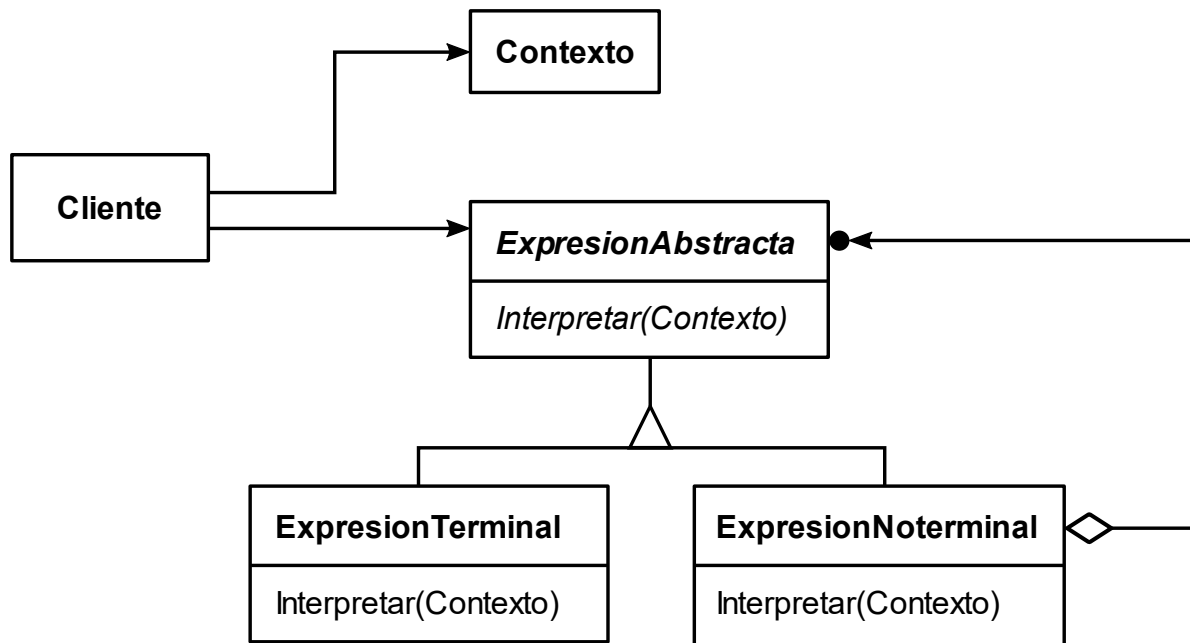 Contexto
Cliente
ExpresionAbstracta
Interpretar(Contexto)
ExpresionTerminal
Interpretar(Contexto)
ExpresionNoterminal
Interpretar(Contexto)